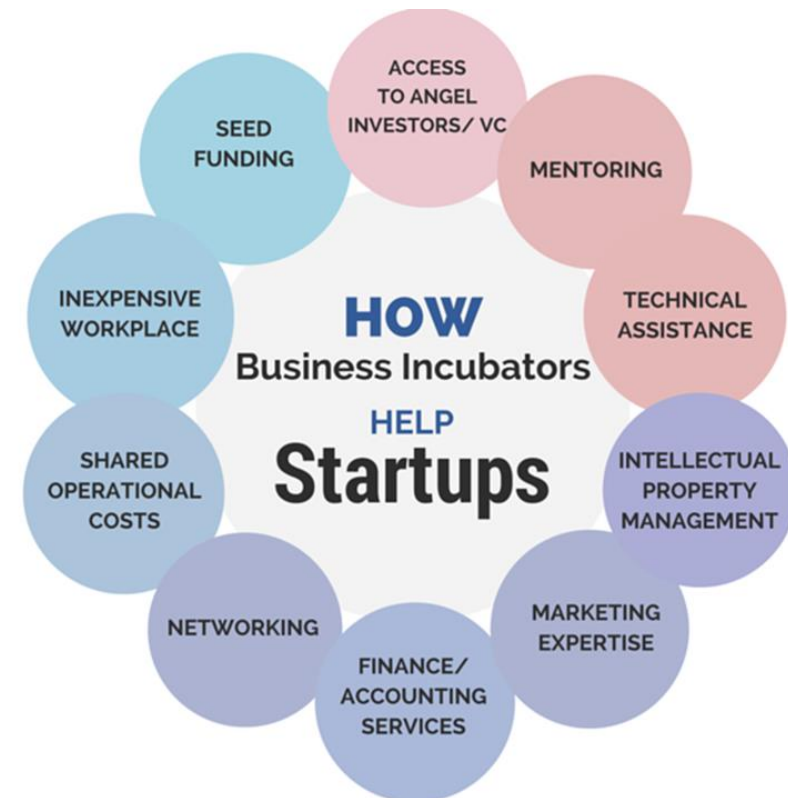 HOW
Business Incubators
HELP
Startups
ACCESS
TO ANGEL
INVESTORS/ VC
MENTORING
TECHNICAL
ASSISTANCE
INTELLECTUAL
PROPERTY
MANAGEMENT
MARKETING
EXPERTISE
FINANCE/
ACCOUNTING
SERVICES
NETWORKING
SHARED
OPERATIONAL
COSTS
INEXPENSIVE
WORKPLACE
SEED
FUNDING